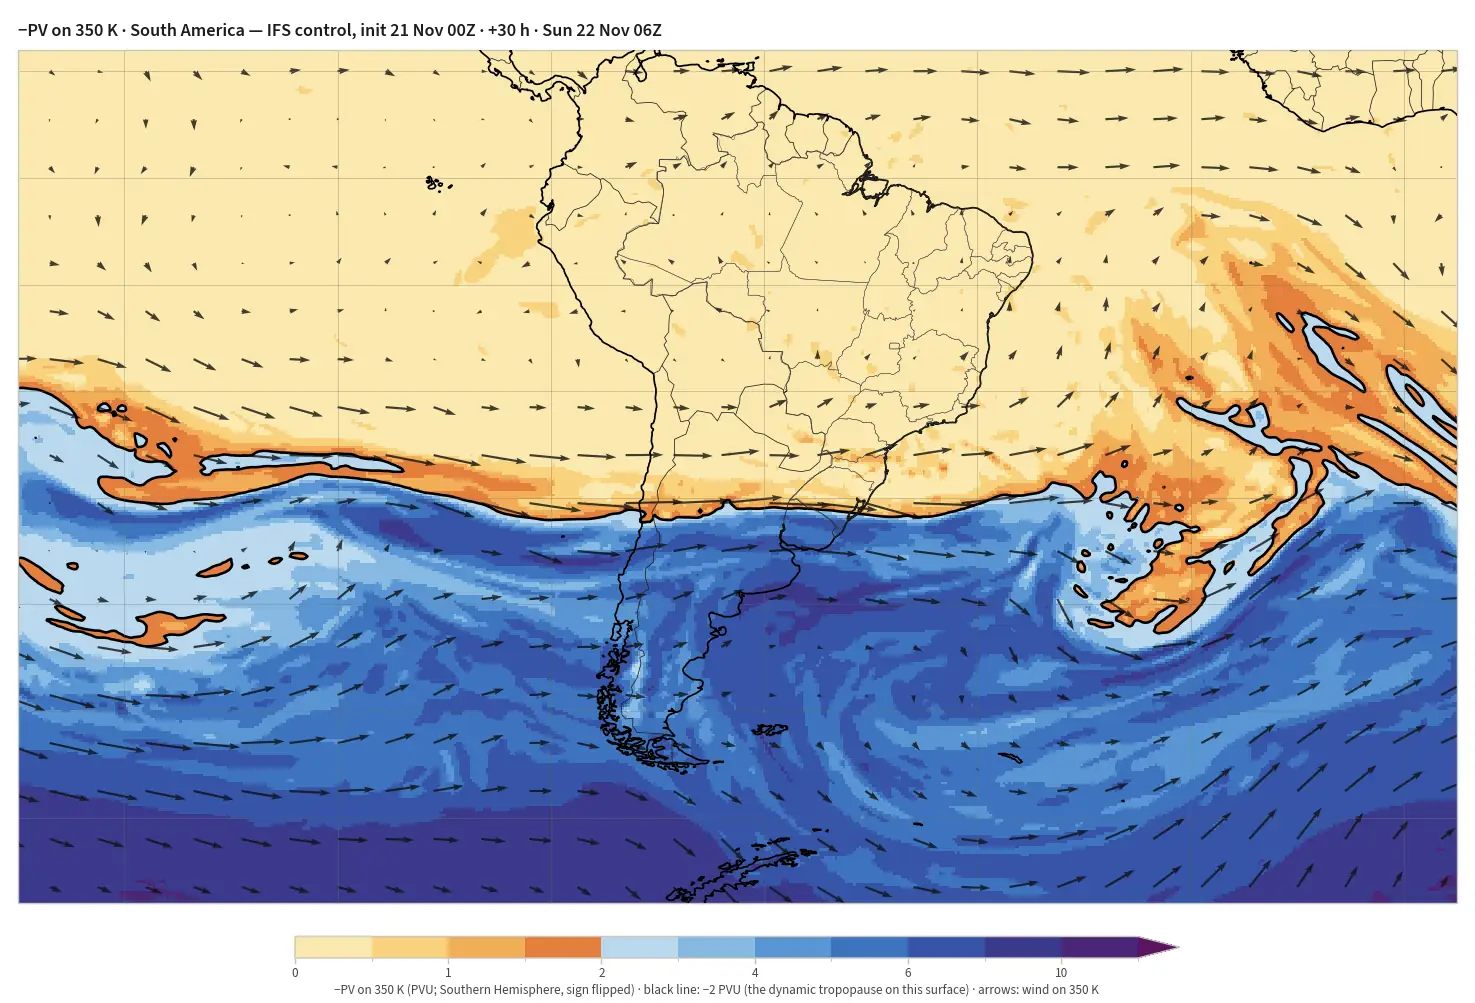 −PV on 350 K · South America — IFS control, init 21 Nov 00Z · +30 h · Sun 22 Nov 06Z
0 1 2 4 6 10
−PV on 350 K (PVU; Southern Hemisphere, sign flipped) · black line: −2 PVU (the dynamic tropopause on this surface) · arrows: wind on 350 K